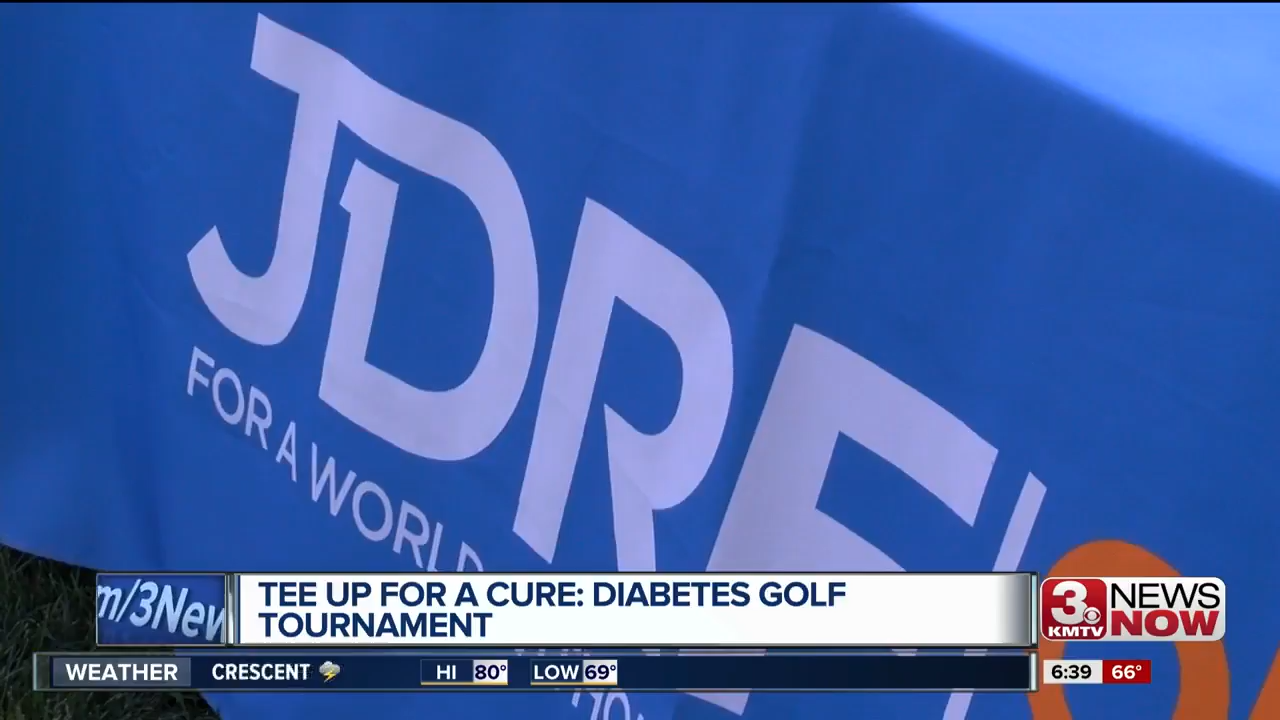 JDRF
FOR A WORLD
m/3New
TEE UP FOR A CURE: DIABETES GOLF
TOURNAMENT
3 KMTV NEWS
NOW
WEATHER CRESCENT HI 80° LOW 69° 6:39 66°